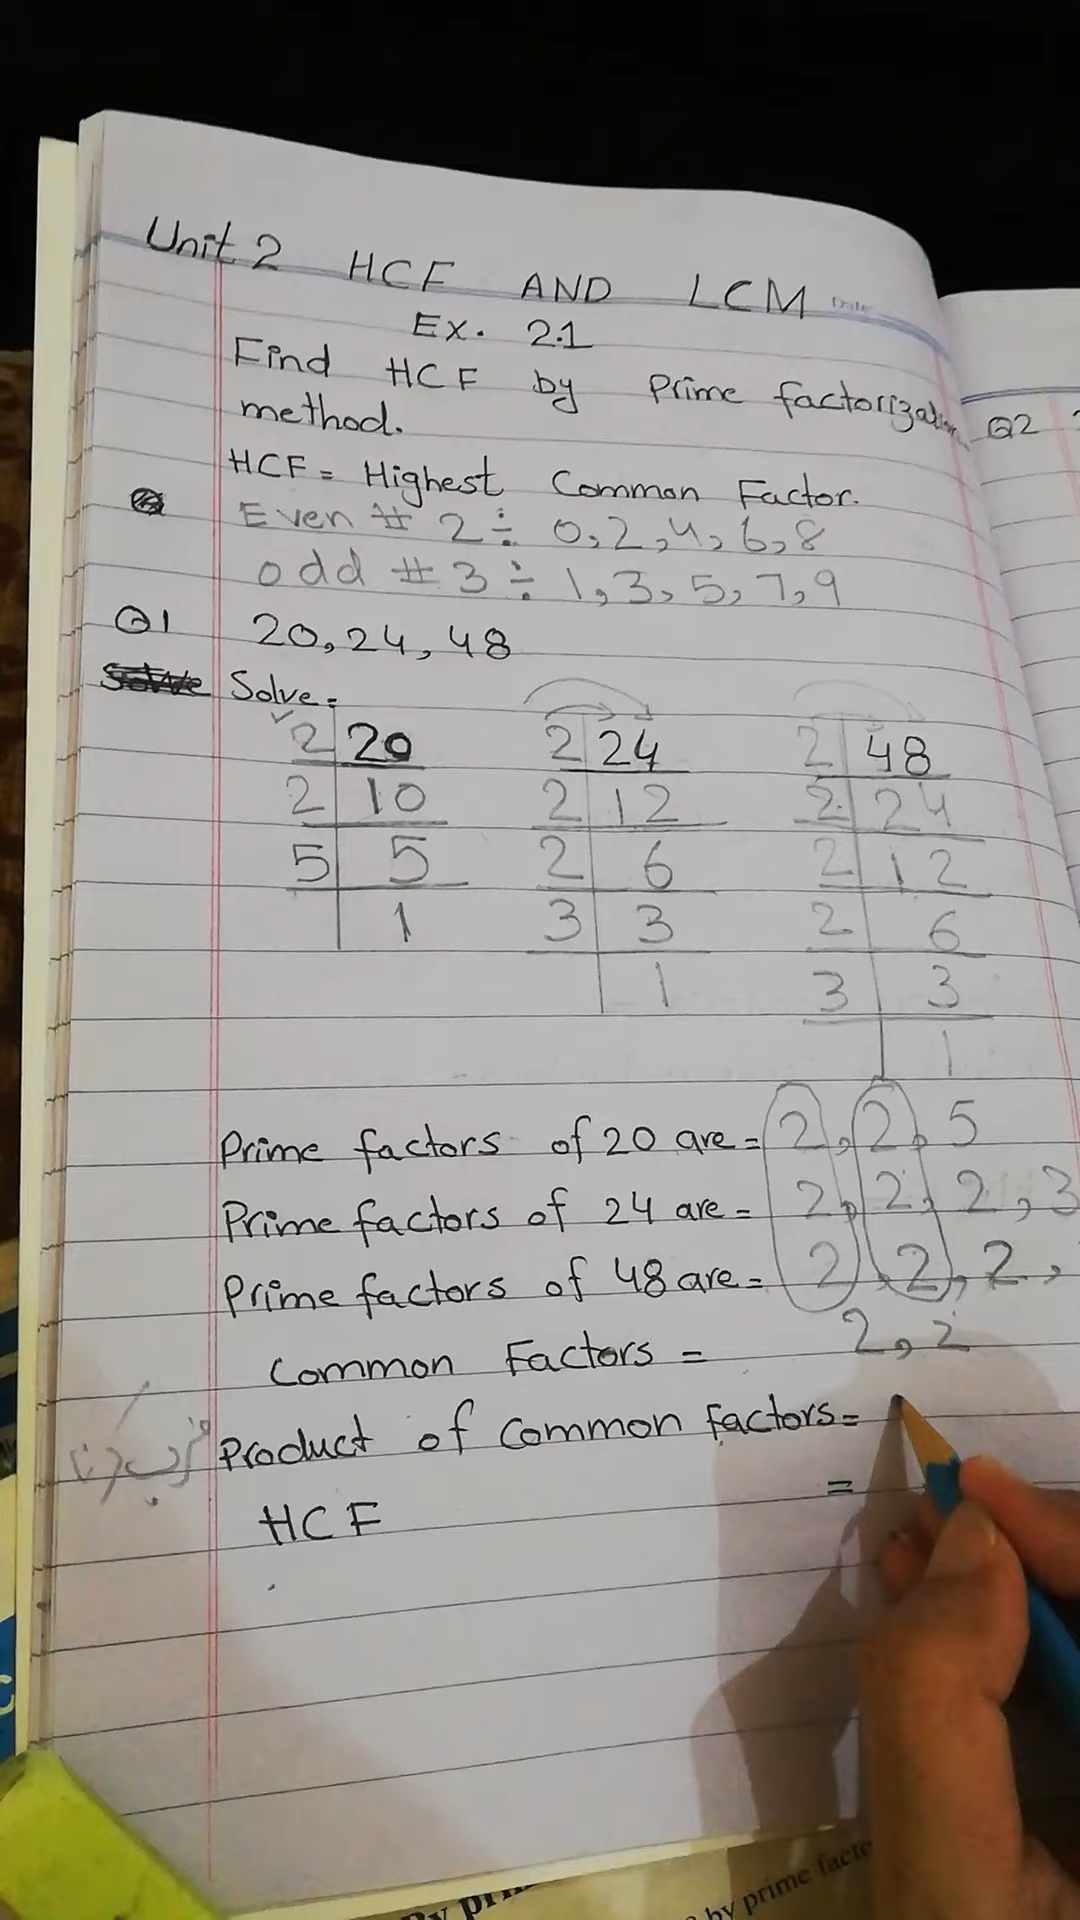 Unit 2 HCF AND LCM
Date
Ex. 2.1
Find HCF by Prime factorization
method.
Q2
HCF = Highest Common Factor.
Even # 2 ÷ 0,2,4,6,8
odd # 3 ÷ 1,3,5,7,9
Q1 20,24,48
Solve=
2 20 2 24 2 48
2 10 2 12 2 24
5 5 2 6 2 12
1 3 3 2 6
1 3 3
1
Prime factors of 20 are = 2,2,5
Prime factors of 24 are = 2,2,2,3
Prime factors of 48 are = 2,2,2,
Common Factors = 2,2
Product of Common factors=
HCF =
by prime facto